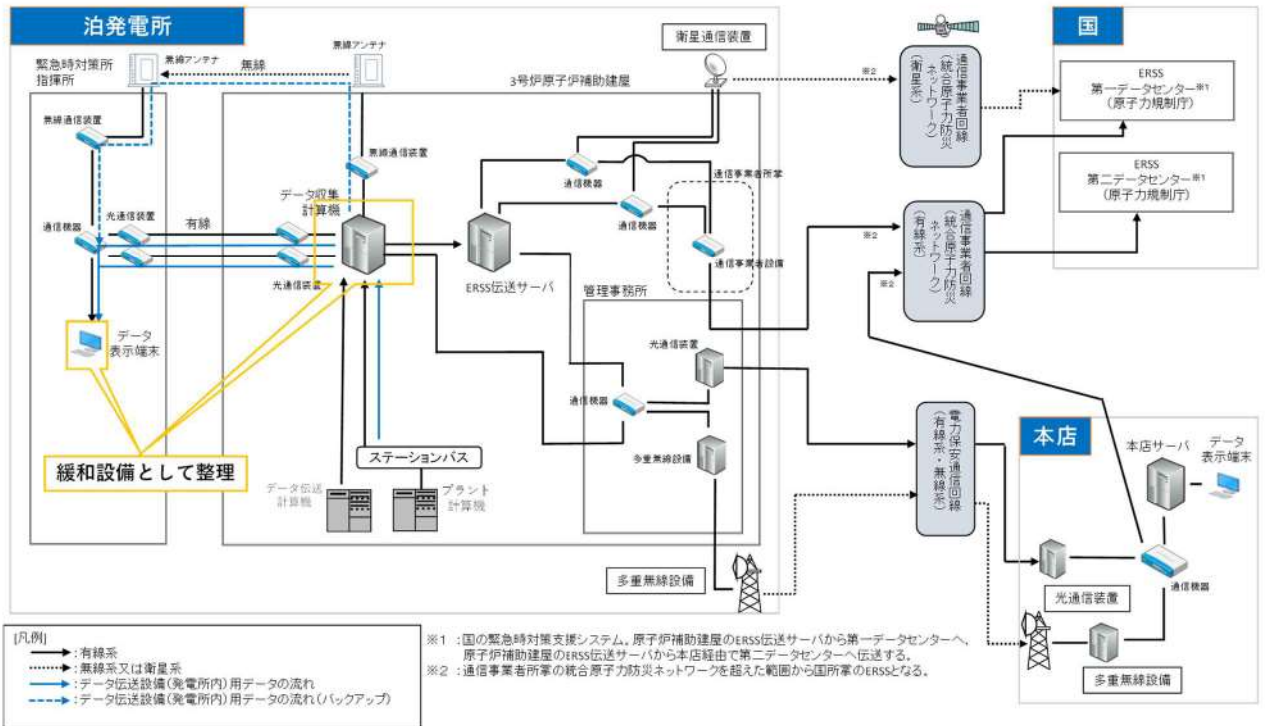 泊発電所
緊急時対策所
指揮所
無線アンテナ
無線
無線アンテナ
衛星通信装置
3号炉原子炉補助建屋
無線通信装置
無線通信装置
データ収集
計算機
光通信装置
有線
通信機器
光通信装置
データ
表示端末
緩和設備として整理
ERSS伝送サーバ
通信機器
通信機器
通信事業者所掌
通信事業者設備
管理事務所
光通信装置
通信機器
多重無線設備
ステーションバス
データ伝送
計算機
プラント
計算機
多重無線設備
※2
通信事業者回線
(統合原子力防災
ネットワーク)
(衛星系)
※2
通信事業者回線
(統合原子力防災
ネットワーク)
(有線系)
※2
電力保安通信回線
(有線系・無線系)
国
ERSS
第一データセンター※1
(原子力規制庁)
ERSS
第二データセンター※1
(原子力規制庁)
本店
本店サーバ
データ
表示端末
光通信装置
通信機器
多重無線設備
[凡例]
:有線系
:無線系又は衛星系
:データ伝送設備(発電所内)用データの流れ
:データ伝送設備(発電所内)用データの流れ(バックアップ)
※1 :国の緊急時対策支援システム。原子炉補助建屋のERSS伝送サーバから第一データセンターへ、
原子炉補助建屋のERSS伝送サーバから本店経由で第二データセンターへ伝送する。
※2 :通信事業者所掌の統合原子力防災ネットワークを超えた範囲から国所掌のERSSとなる。